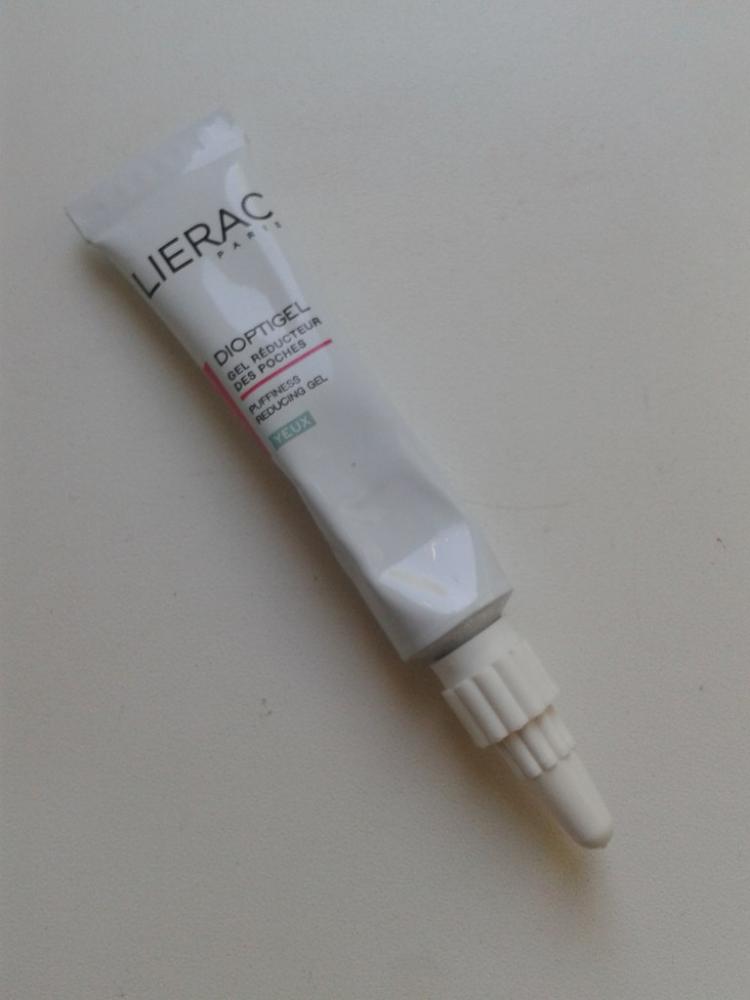 LIERAC
PARIS
DIOPTIGEL
GEL RÉDUCTEUR
DES POCHES
PUFFINESS
REDUCING GEL
YEUX